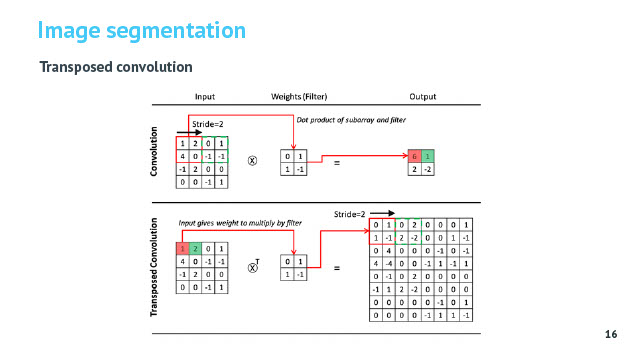 Image segmentation
Transposed convolution
Input Weights (Filter) Output
Convolution
Stride=2
Dot product of subarray and filter
1 2 0 1
4 0 -1 -1
-1 2 0 0
0 0 -1 1
X
0 1
1 -1
=
6 1
2 -2
Transposed Convolution
Input gives weight to multiply by filter
Stride=2
1 2 0 1
4 0 -1 -1
-1 2 0 0
0 0 -1 1
X T
0 1
1 -1
=
0 1 0 2 0 0 0 1
1 -1 2 -2 0 0 1 -1
0 4 0 0 0 -1 0 -1
4 -4 0 0 -1 1 -1 1
0 -1 0 2 0 0 0 0
-1 1 2 -2 0 0 0 0
0 0 0 0 0 -1 0 1
0 0 0 0 -1 1 1 -1
16